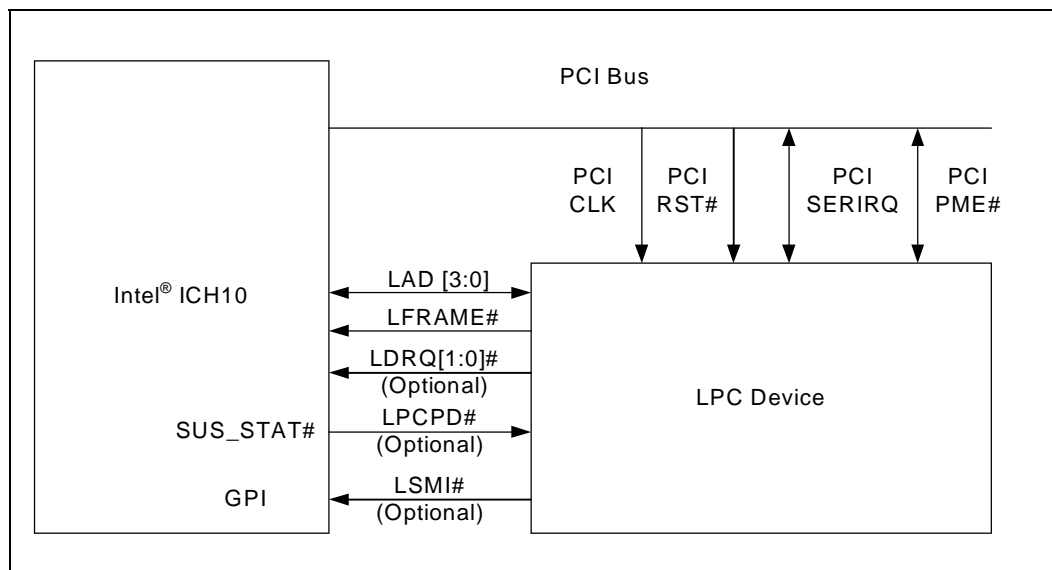 PCI Bus
PCI
CLK
PCI
RST#
PCI
SERIRQ
PCI
PME#
Intel® ICH10
LAD [3:0]
LFRAME#
LDRQ[1:0]#
(Optional)
SUS_STAT#
LPCPD#
(Optional)
GPI
LSMI#
(Optional)
LPC Device